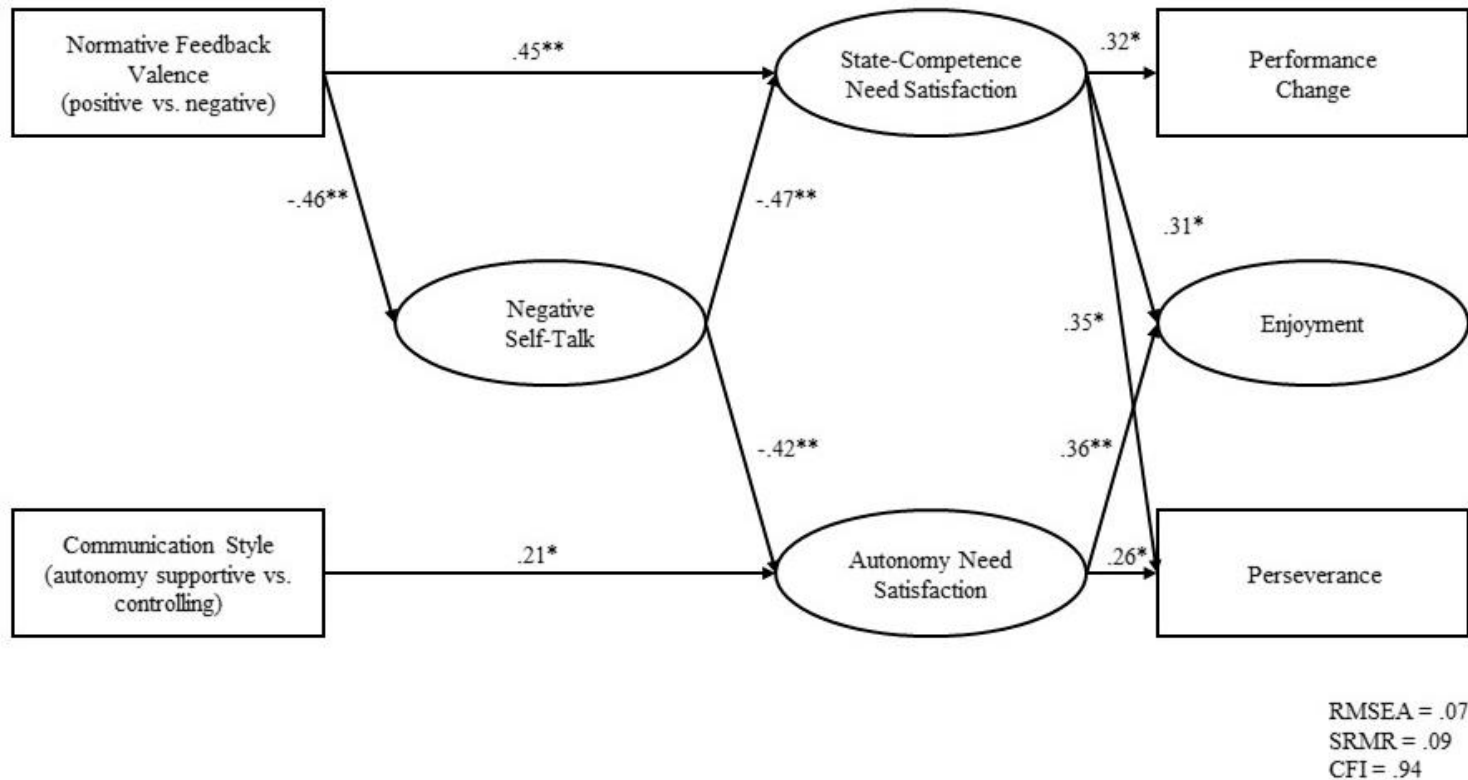 Normative Feedback
Valence
(positive vs. negative)
.45**
State-Competence
Need Satisfaction
.32*
Performance
Change
-.46**
-.47**
.31*
Negative
Self-Talk
.35*
Enjoyment
-.42**
.36**
Communication Style
(autonomy supportive vs.
controlling)
.21*
Autonomy Need
Satisfaction
.26*
Perseverance
RMSEA = .07
SRMR = .09
CFI = .94